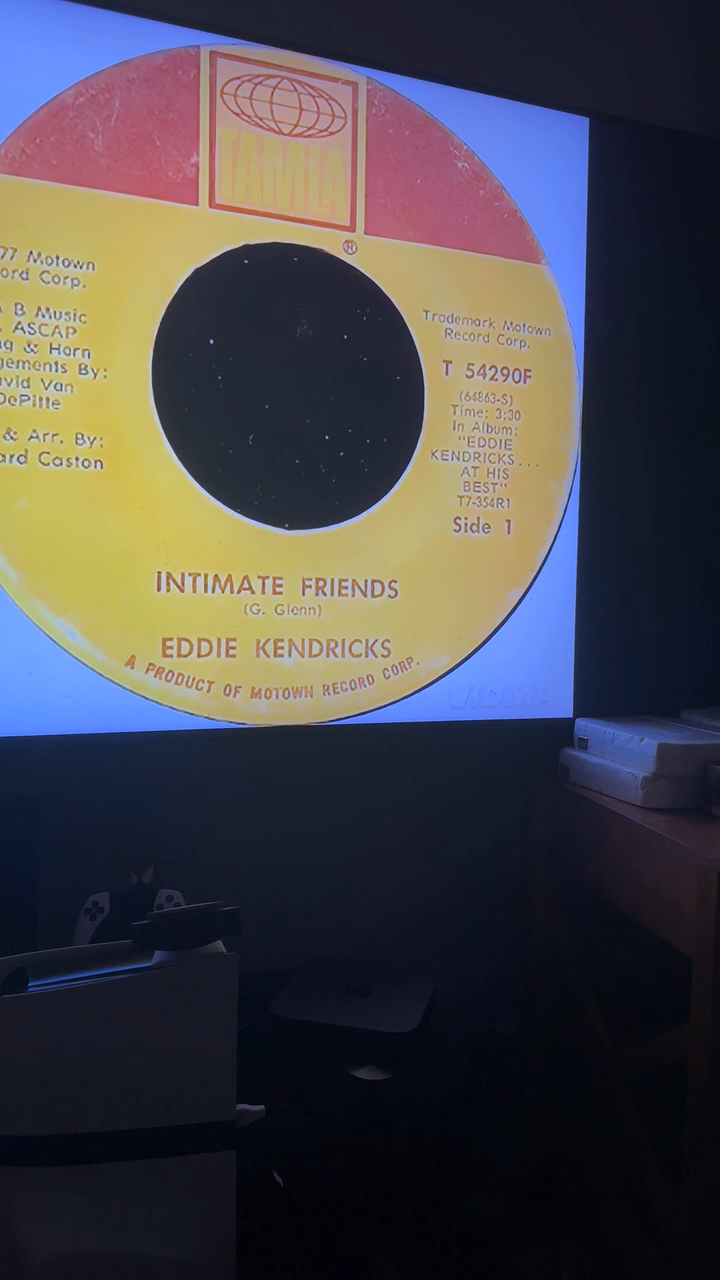 TAMLA
®
77 Motown
ord Corp.
B Music
. ASCAP
g & Horn
gements By:
avid Van
DePitte
& Arr. By:
ard Caston
Trademark Motown
Record Corp.
T 54290F
(64863-S)
Time: 3:30
In Album:
"EDDIE
KENDRICKS...
AT HIS
BEST"
T7-354R1
Side 1
INTIMATE FRIENDS
(G. Glenn)
EDDIE KENDRICKS
A PRODUCT OF MOTOWN RECORD CORP.